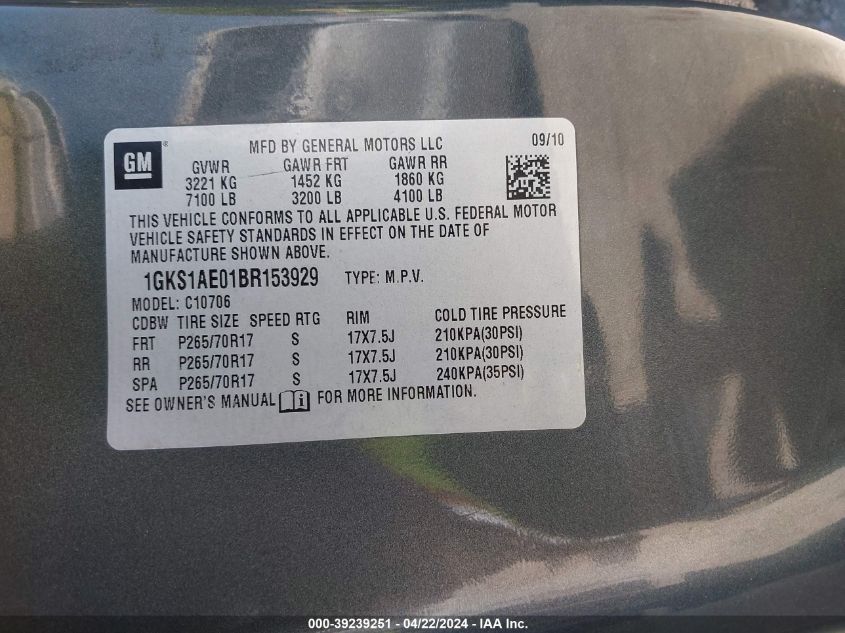 GM ®
MFD BY GENERAL MOTORS LLC 09/10
GVWR GAWR FRT GAWR RR
3221 KG 1452 KG 1860 KG
7100 LB 3200 LB 4100 LB
THIS VEHICLE CONFORMS TO ALL APPLICABLE U.S. FEDERAL MOTOR
VEHICLE SAFETY STANDARDS IN EFFECT ON THE DATE OF
MANUFACTURE SHOWN ABOVE.
1GKS1AE01BR153929 TYPE: M.P.V.
MODEL: C10706
CDBW TIRE SIZE SPEED RTG RIM COLD TIRE PRESSURE
FRT P265/70R17 S 17X7.5J 210KPA(30PSI)
RR P265/70R17 S 17X7.5J 210KPA(30PSI)
SPA P265/70R17 S 17X7.5J 240KPA(35PSI)
SEE OWNER'S MANUAL i FOR MORE INFORMATION.
000-39239251 - 04/22/2024 - IAA Inc.